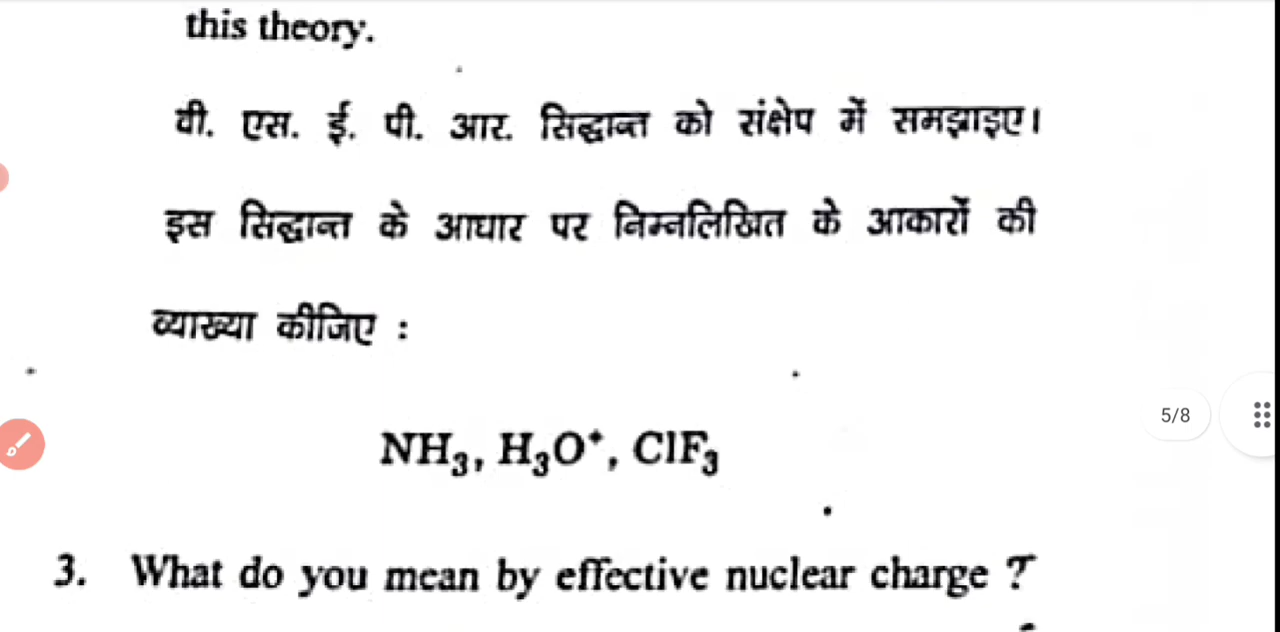 this theory.
वी. एस. ई. पी. आर. सिद्धान्त को संक्षेप में समझाइए।
इस सिद्धान्त के आधार पर निम्नलिखित के आकारों की
व्याख्या कीजिए :
5/8
NH₃, H₃O⁺, ClF₃
3. What do you mean by effective nuclear charge ?